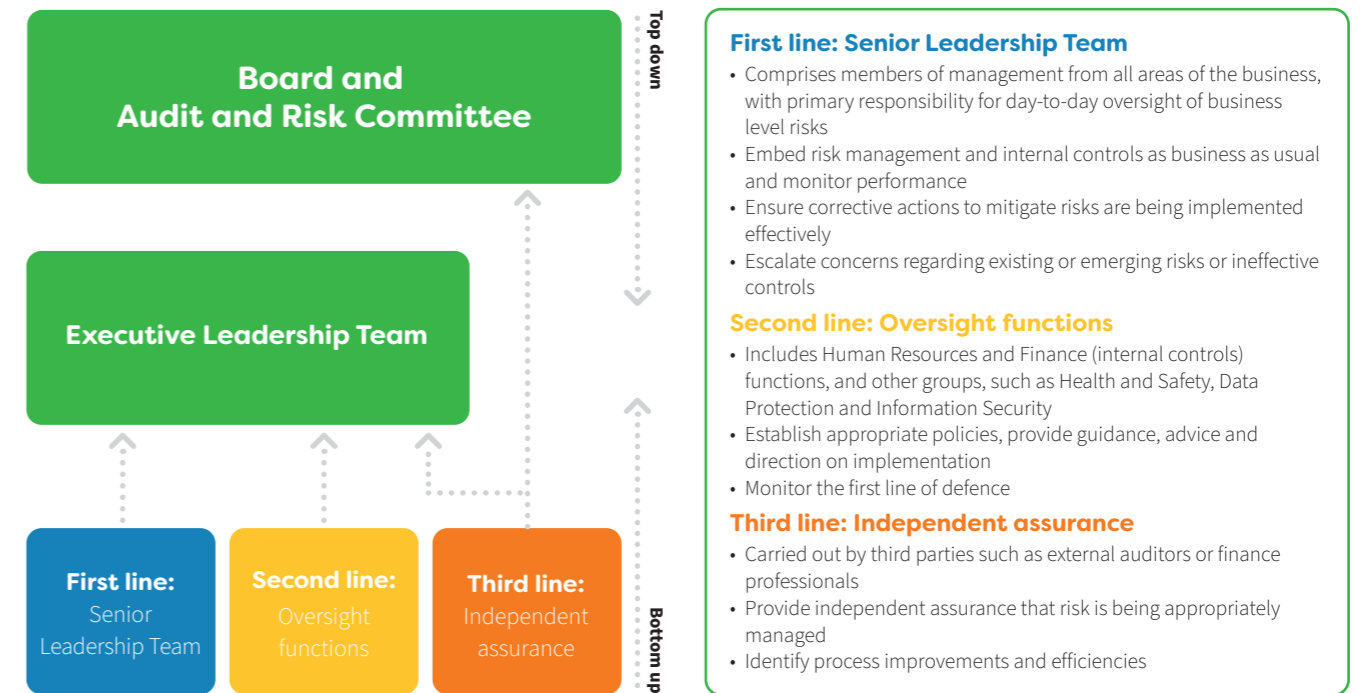 Board and
Audit and Risk Committee
Top down
Executive Leadership Team
First line:
Senior
Leadership Team
Second line:
Oversight
functions
Third line:
Independent
assurance
Bottom up
First line: Senior Leadership Team
• Comprises members of management from all areas of the business,
with primary responsibility for day-to-day oversight of business
level risks
• Embed risk management and internal controls as business as usual
and monitor performance
• Ensure corrective actions to mitigate risks are being implemented
effectively
• Escalate concerns regarding existing or emerging risks or ineffective
controls
Second line: Oversight functions
• Includes Human Resources and Finance (internal controls)
functions, and other groups, such as Health and Safety, Data
Protection and Information Security
• Establish appropriate policies, provide guidance, advice and
direction on implementation
• Monitor the first line of defence
Third line: Independent assurance
• Carried out by third parties such as external auditors or finance
professionals
• Provide independent assurance that risk is being appropriately
managed
• Identify process improvements and efficiencies